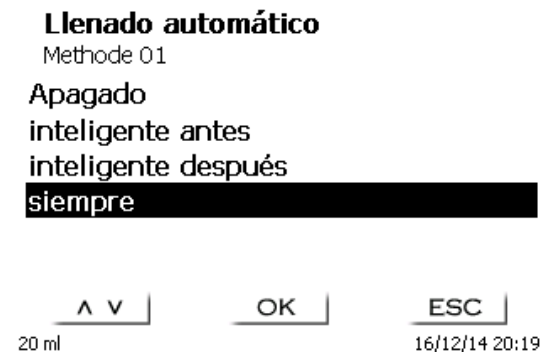 Llenado automático
Methode 01
Apagado
inteligente antes
inteligente después
siempre
∧ ∨ OK ESC
20 ml 16/12/14 20:19